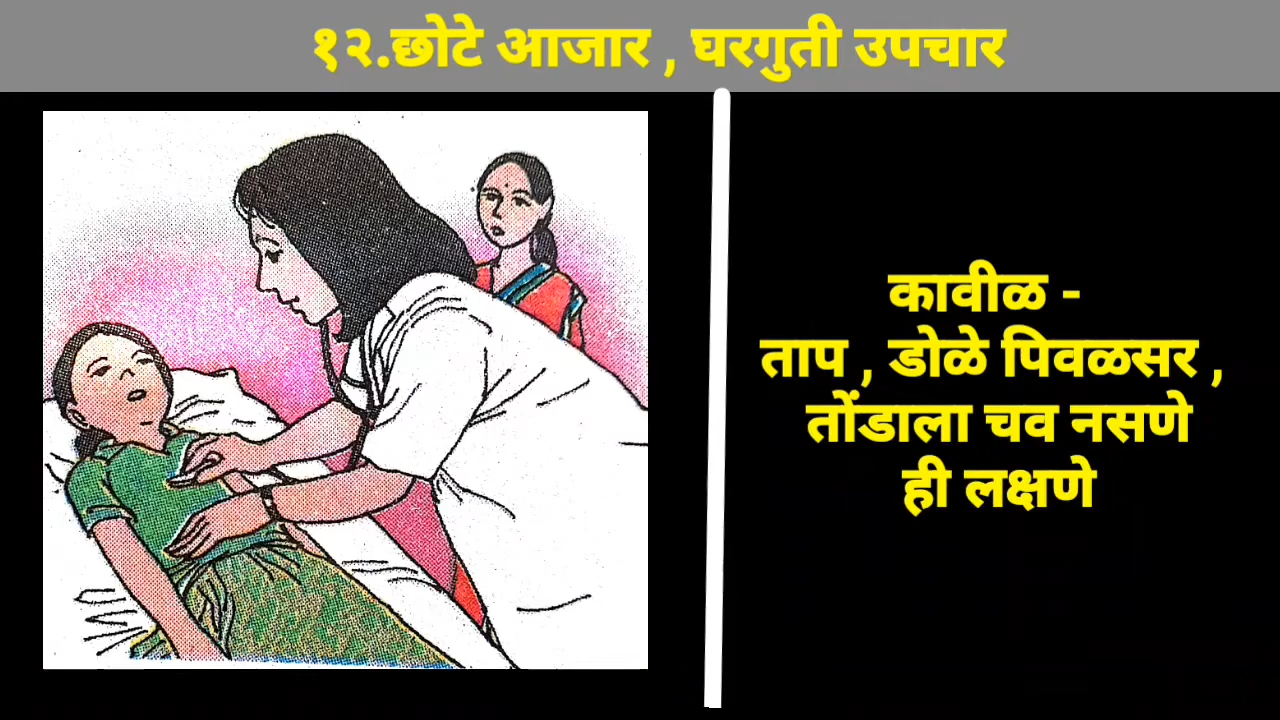 १२.छोटे आजार , घरगुती उपचार
कावीळ -
ताप , डोळे पिवळसर ,
तोंडाला चव नसणे
ही लक्षणे